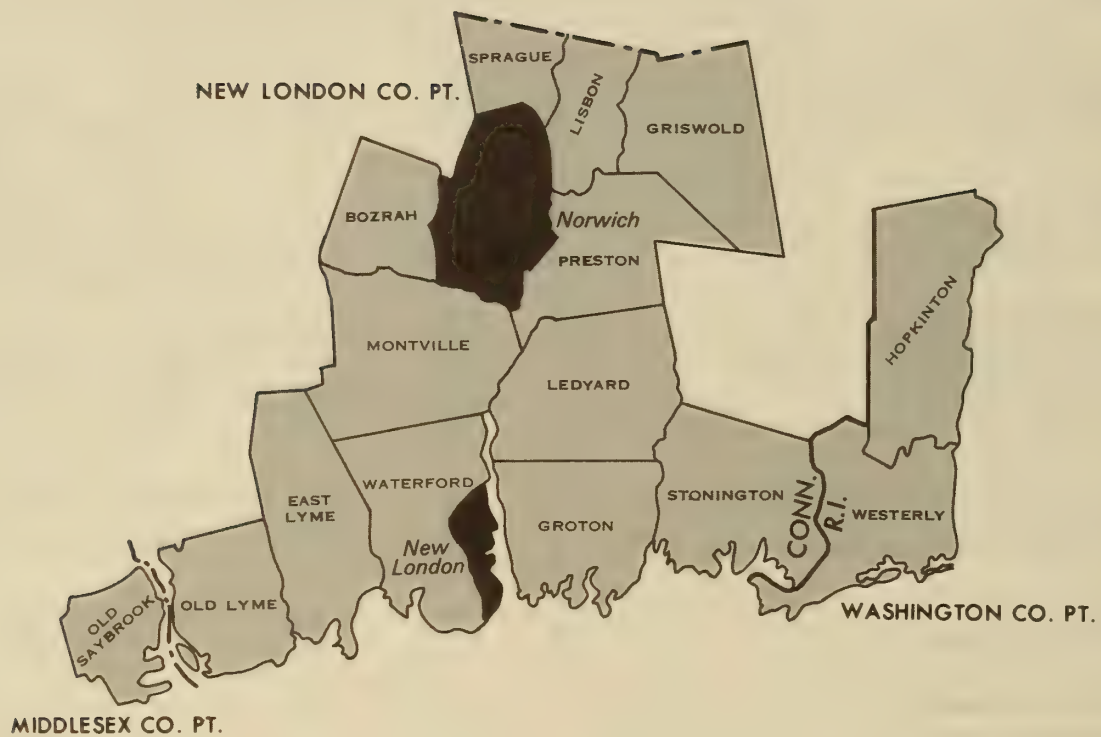 SPRAGUE
NEW LONDON CO. PT.
LISBON
GRISWOLD
BOZRAH
Norwich
PRESTON
HOPKINTON
MONTVILLE
LEDYARD
WATERFORD
EAST
LYME
STONINGTON
CONN.
R.I.
WESTERLY
GROTON
New
London
OLD LYME
OLD
SAYBROOK
WASHINGTON CO. PT.
MIDDLESEX CO. PT.